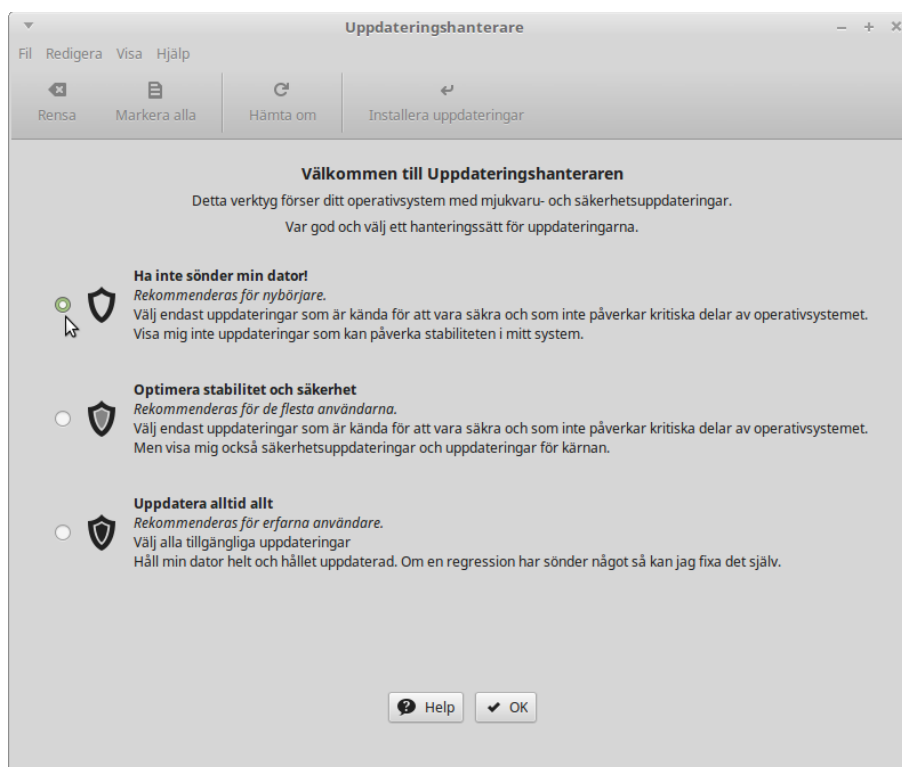 Uppdateringshanterare
Fil Redigera Visa Hjälp
Rensa Markera alla Hämta om Installera uppdateringar
Välkommen till Uppdateringshanteraren
Detta verktyg förser ditt operativsystem med mjukvaru- och säkerhetsuppdateringar.
Var god och välj ett hanteringssätt för uppdateringarna.
Ha inte sönder min dator!
Rekommenderas för nybörjare.
Välj endast uppdateringar som är kända för att vara säkra och som inte påverkar kritiska delar av operativsystemet.
Visa mig inte uppdateringar som kan påverka stabiliteten i mitt system.
Optimera stabilitet och säkerhet
Rekommenderas för de flesta användarna.
Välj endast uppdateringar som är kända för att vara säkra och som inte påverkar kritiska delar av operativsystemet.
Men visa mig också säkerhetsuppdateringar och uppdateringar för kärnan.
Uppdatera alltid allt
Rekommenderas för erfarna användare.
Välj alla tillgängliga uppdateringar
Håll min dator helt och hållet uppdaterad. Om en regression har sönder något så kan jag fixa det själv.
Help OK